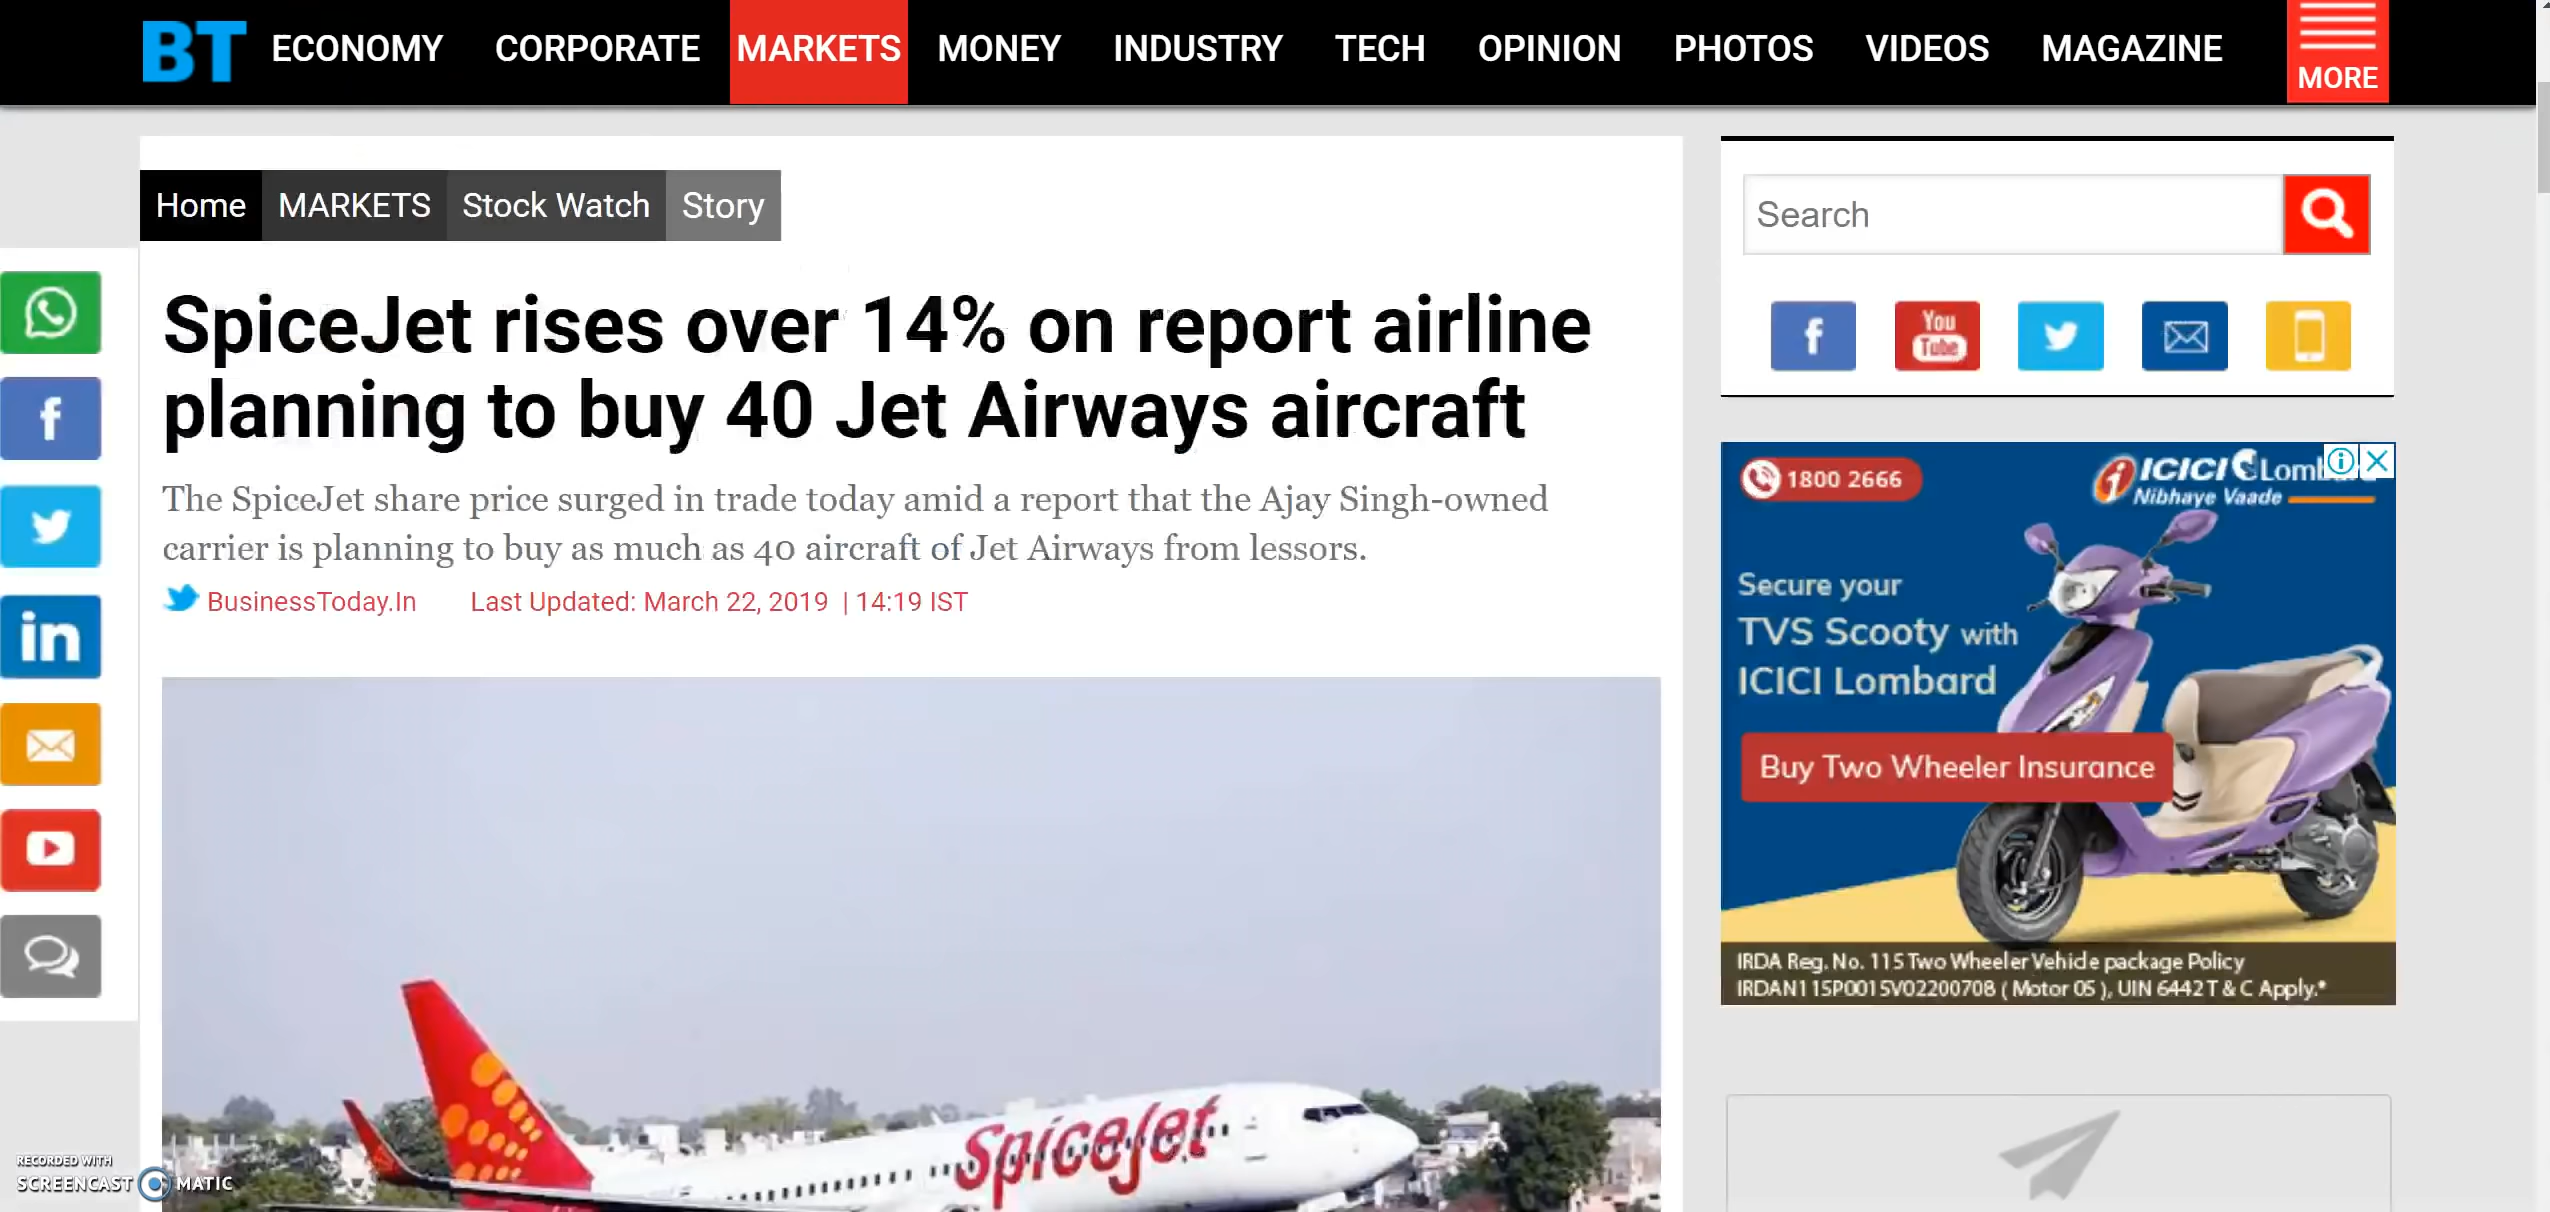 BT ECONOMY CORPORATE MARKETS MONEY INDUSTRY TECH OPINION PHOTOS VIDEOS MAGAZINE MORE
Home MARKETS Stock Watch Story
SpiceJet rises over 14% on report airline
planning to buy 40 Jet Airways aircraft
The SpiceJet share price surged in trade today amid a report that the Ajay Singh-owned
carrier is planning to buy as much as 40 aircraft of Jet Airways from lessors.
BusinessToday.In Last Updated: March 22, 2019 | 14:19 IST
SpiceJet
f
in
Search
f You Tube
1800 2666
ICICI Lombard
Nibhaye Vaade
Secure your
TVS Scooty with
ICICI Lombard
Buy Two Wheeler Insurance
IRDA Reg. No. 115 Two Wheeler Vehicle package Policy
IRDAN115P0015V02200708 ( Motor 05 ), UIN 6442 T & C Apply.*
RECORDED WITH
SCREENCAST MATIC